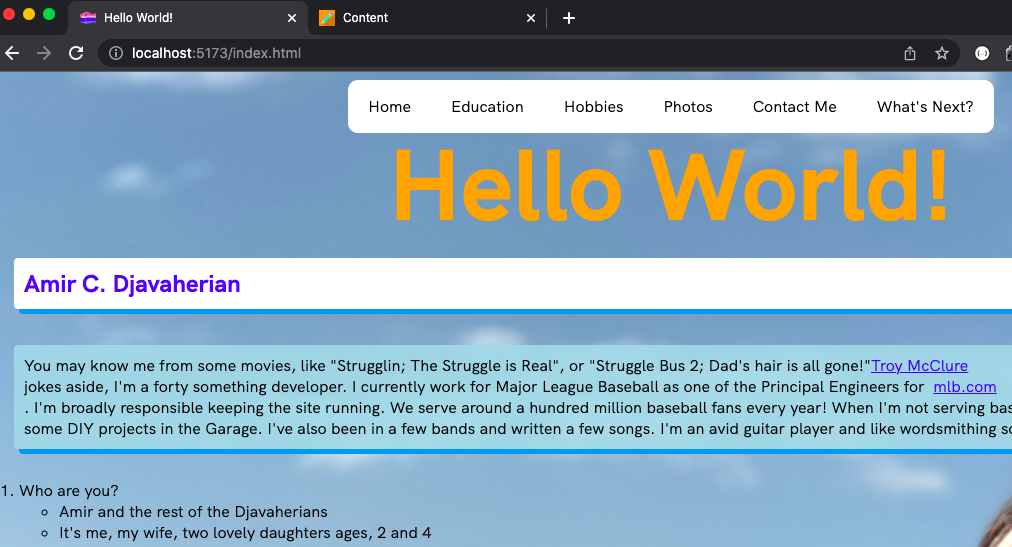 Hello World!
Content
localhost:5173/index.html
Home Education Hobbies Photos Contact Me What's Next?
Hello World!
Amir C. Djavaherian
You may know me from some movies, like "Strugglin; The Struggle is Real", or "Struggle Bus 2; Dad's hair is all gone!"Troy McClure
jokes aside, I'm a forty something developer. I currently work for Major League Baseball as one of the Principal Engineers for mlb.com
. I'm broadly responsible keeping the site running. We serve around a hundred million baseball fans every year! When I'm not serving bas
some DIY projects in the Garage. I've also been in a few bands and written a few songs. I'm an avid guitar player and like wordsmithing so
1. Who are you?
Amir and the rest of the Djavaherians
It's me, my wife, two lovely daughters ages, 2 and 4